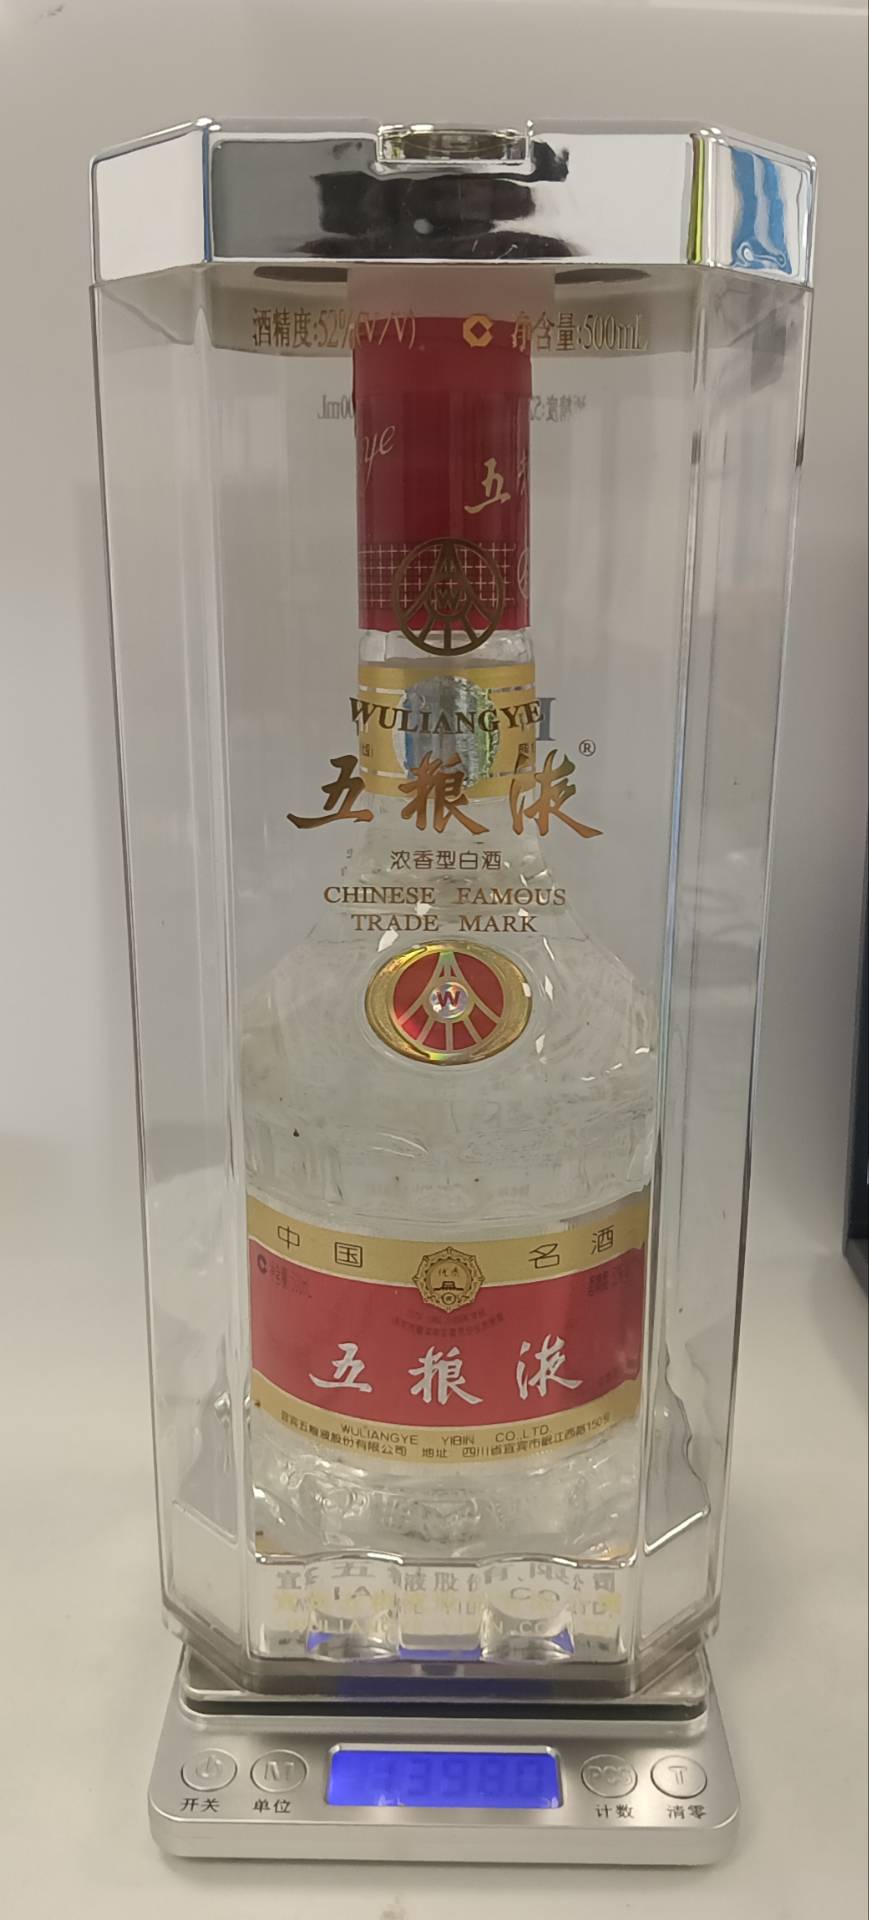 酒精度:52%(V/V) 净含量:500mL
五
W
WULIANGYE
五粮液®
浓香型白酒
CHINESE FAMOUS
TRADE MARK
W
中国名酒
五粮液
WULIANGYE YIBIN CO.,LTD
宜宾五粮液股份有限公司 地址 四川省宜宾市岷江西路150号
M PCS T
开关 单位 计数 清零